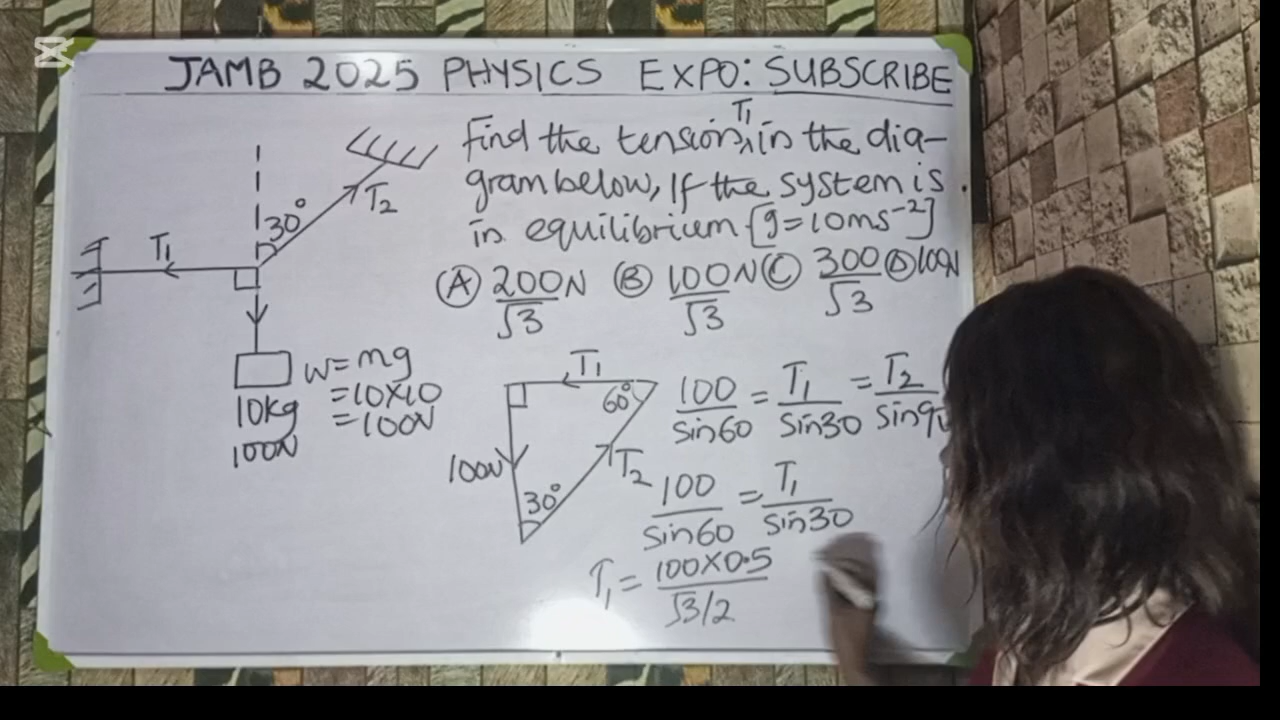 JAMB 2025 PHYSICS EXPO: SUBSCRIBE
Find the tension T₁ in the dia-
gram below, If the system is
in equilibrium [g=10ms⁻²]
Ⓐ 200N/√3 Ⓑ 100N/√3 Ⓒ 300/√3 Ⓓ 100N
T₂
30°
T₁
W=mg
=10×10
=100N
10kg
100N
T₁
60°
100N
30°
T₂
100/sin60 = T₁/sin30 = T₂/
100/sin60 = T₁/sin30
T₁ = 100×0.5/√3/2